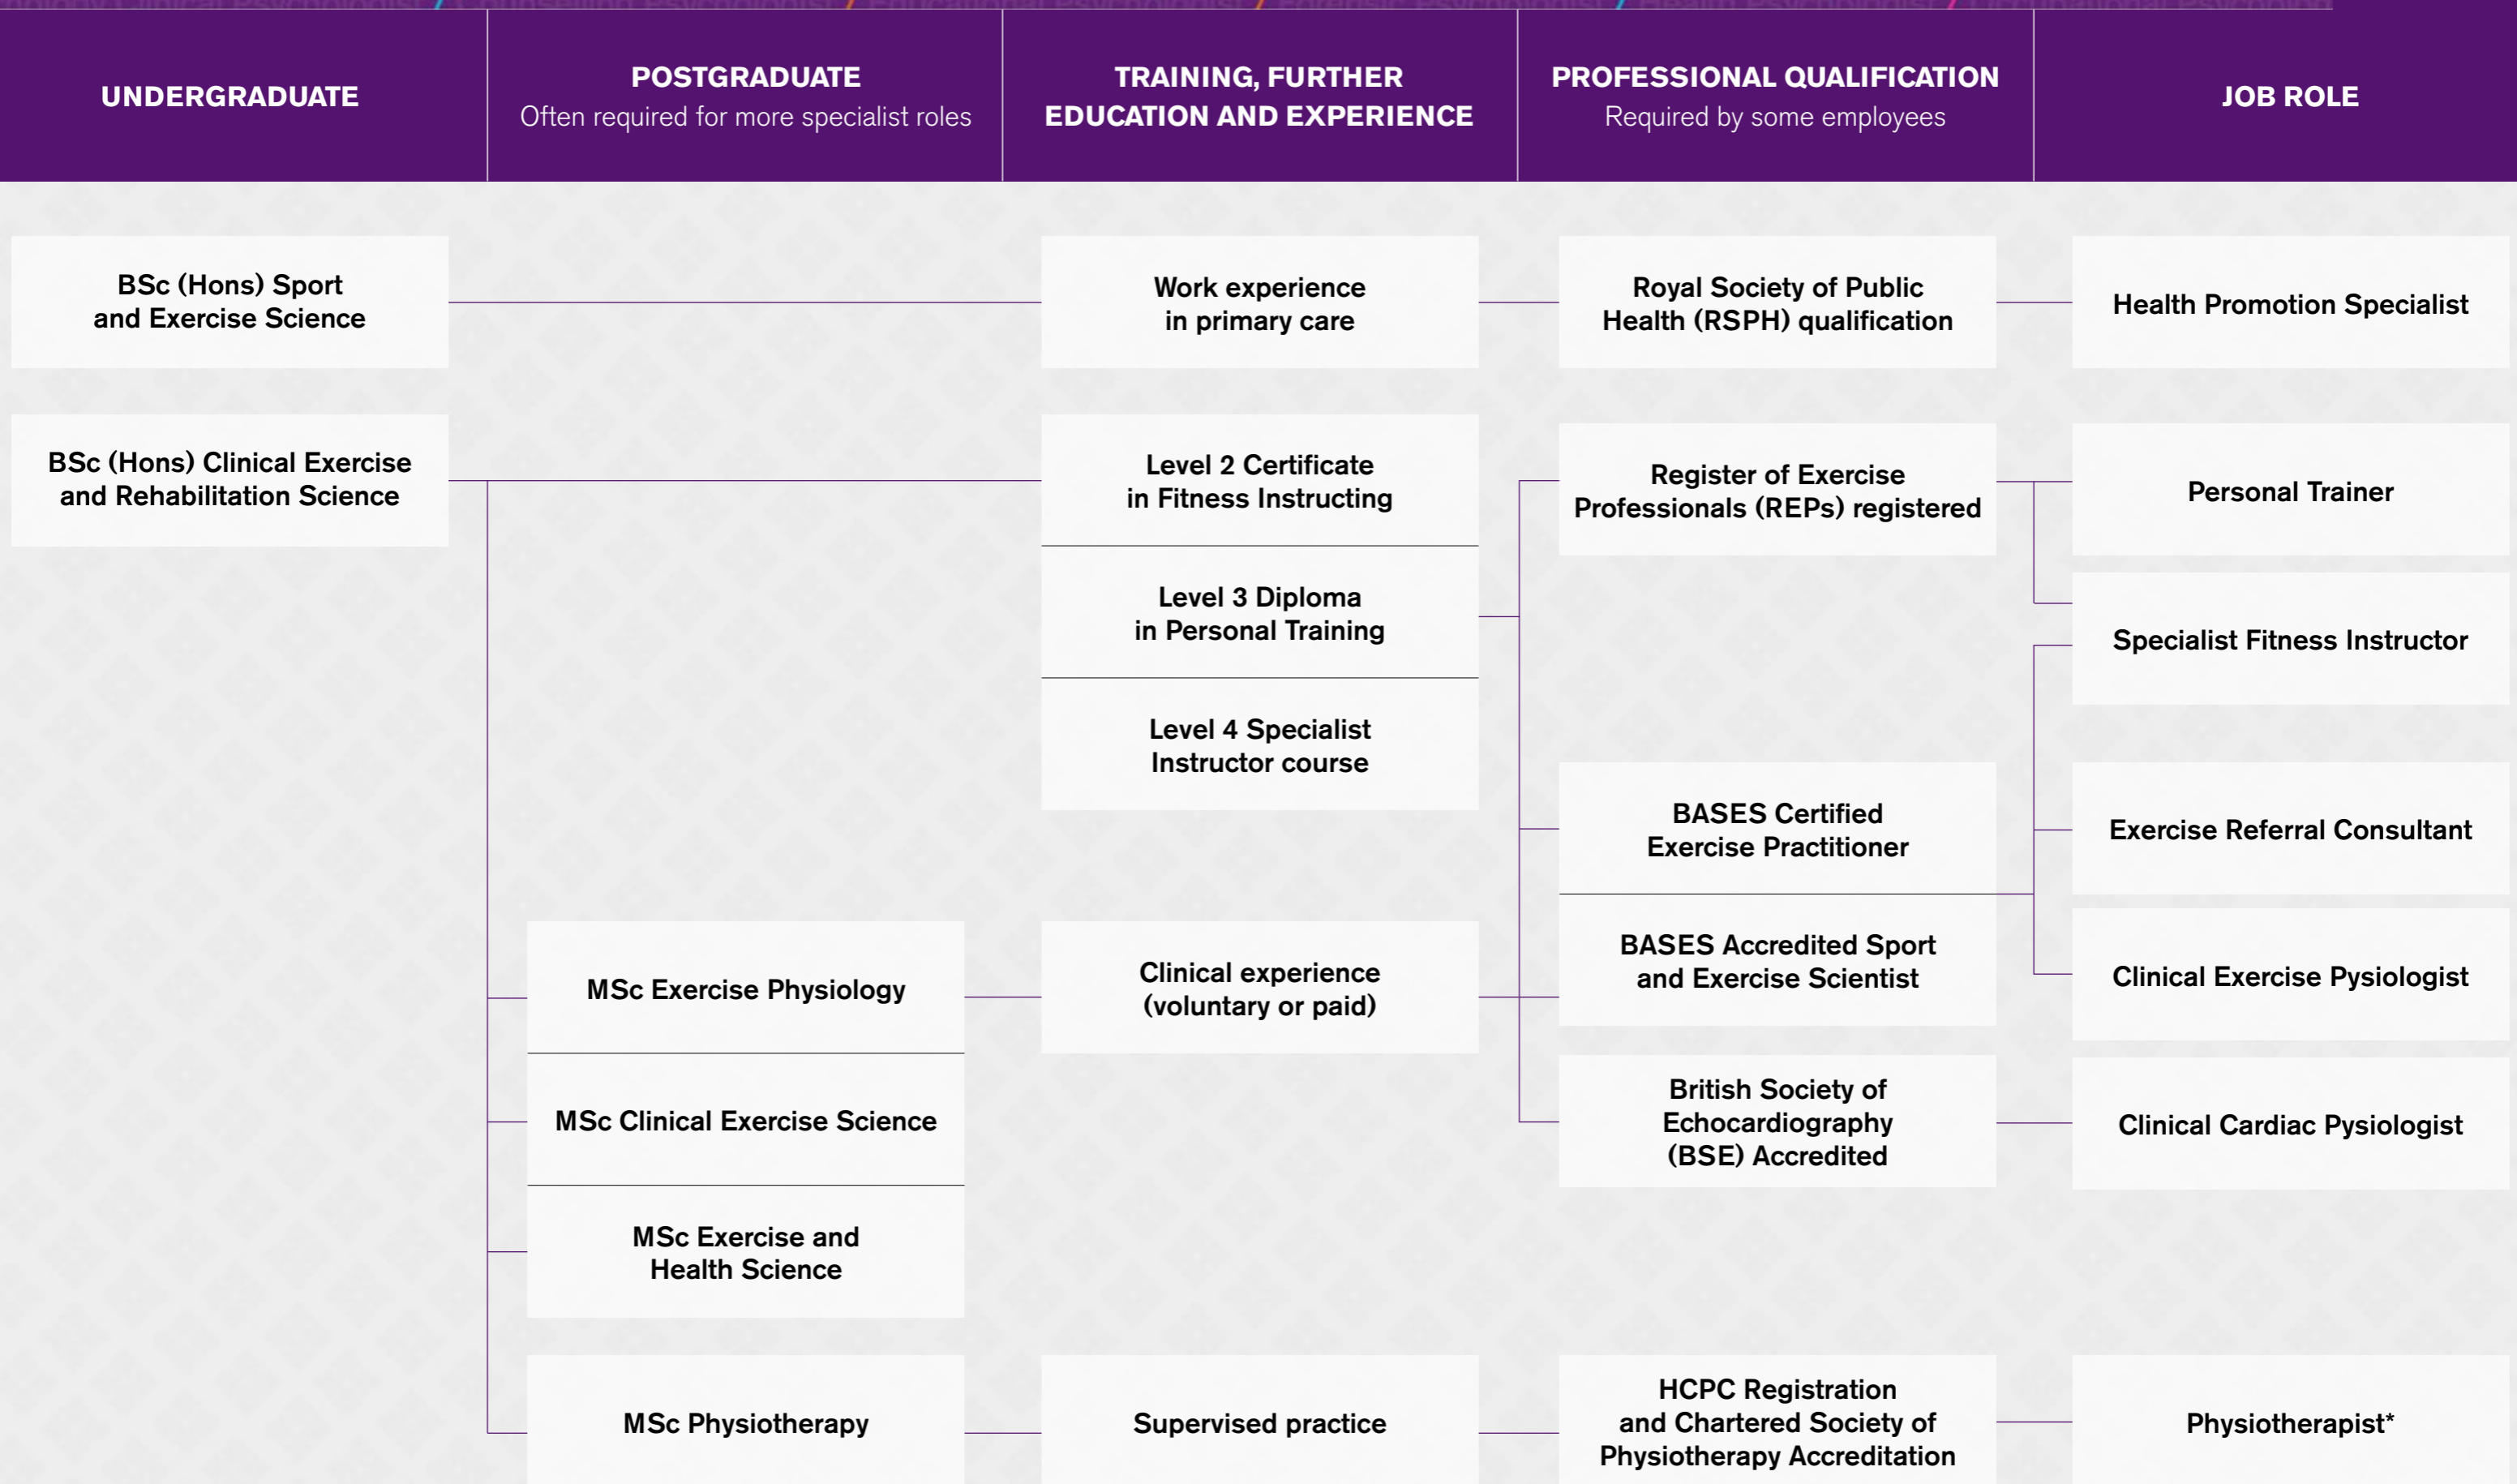 UNDERGRADUATE
POSTGRADUATE
Often required for more specialist roles
TRAINING, FURTHER
EDUCATION AND EXPERIENCE
PROFESSIONAL QUALIFICATION
Required by some employees
JOB ROLE
BSc (Hons) Sport
and Exercise Science
Work experience
in primary care
Royal Society of Public
Health (RSPH) qualification
Health Promotion Specialist
BSc (Hons) Clinical Exercise
and Rehabilitation Science
Level 2 Certificate
in Fitness Instructing
Register of Exercise
Professionals (REPs) registered
Personal Trainer
Level 3 Diploma
in Personal Training
Specialist Fitness Instructor
Level 4 Specialist
Instructor course
BASES Certified
Exercise Practitioner
Exercise Referral Consultant
MSc Exercise Physiology
Clinical experience
(voluntary or paid)
BASES Accredited Sport
and Exercise Scientist
Clinical Exercise Pysiologist
MSc Clinical Exercise Science
British Society of
Echocardiography
(BSE) Accredited
Clinical Cardiac Pysiologist
MSc Exercise and
Health Science
MSc Physiotherapy
Supervised practice
HCPC Registration
and Chartered Society of
Physiotherapy Accreditation
Physiotherapist*